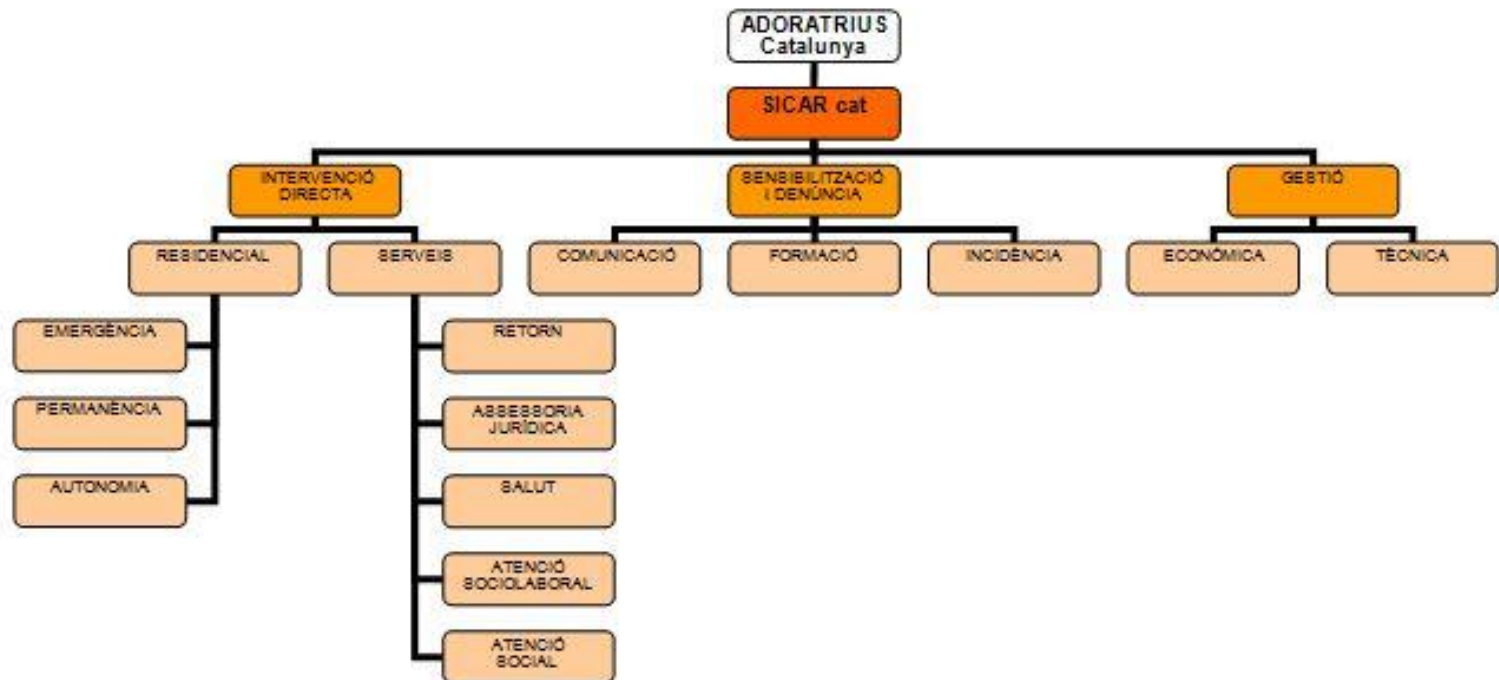 ADORATRIUS
Catalunya
SICAR cat
INTERVENCIÓ
DIRECTA
SENSIBILITZACIÓ
I DENÚNCIA
GESTIÓ
RESIDENCIAL
SERVEIS
COMUNICACIÓ
FORMACIÓ
INCIDÈNCIA
ECONÒMICA
TÈCNICA
EMERGÈNCIA
RETORN
PERMANÈNCIA
ASSESSORIA
JURÍDICA
AUTONOMIA
SALUT
ATENCIÓ
SOCIOLABORAL
ATENCIÓ
SOCIAL